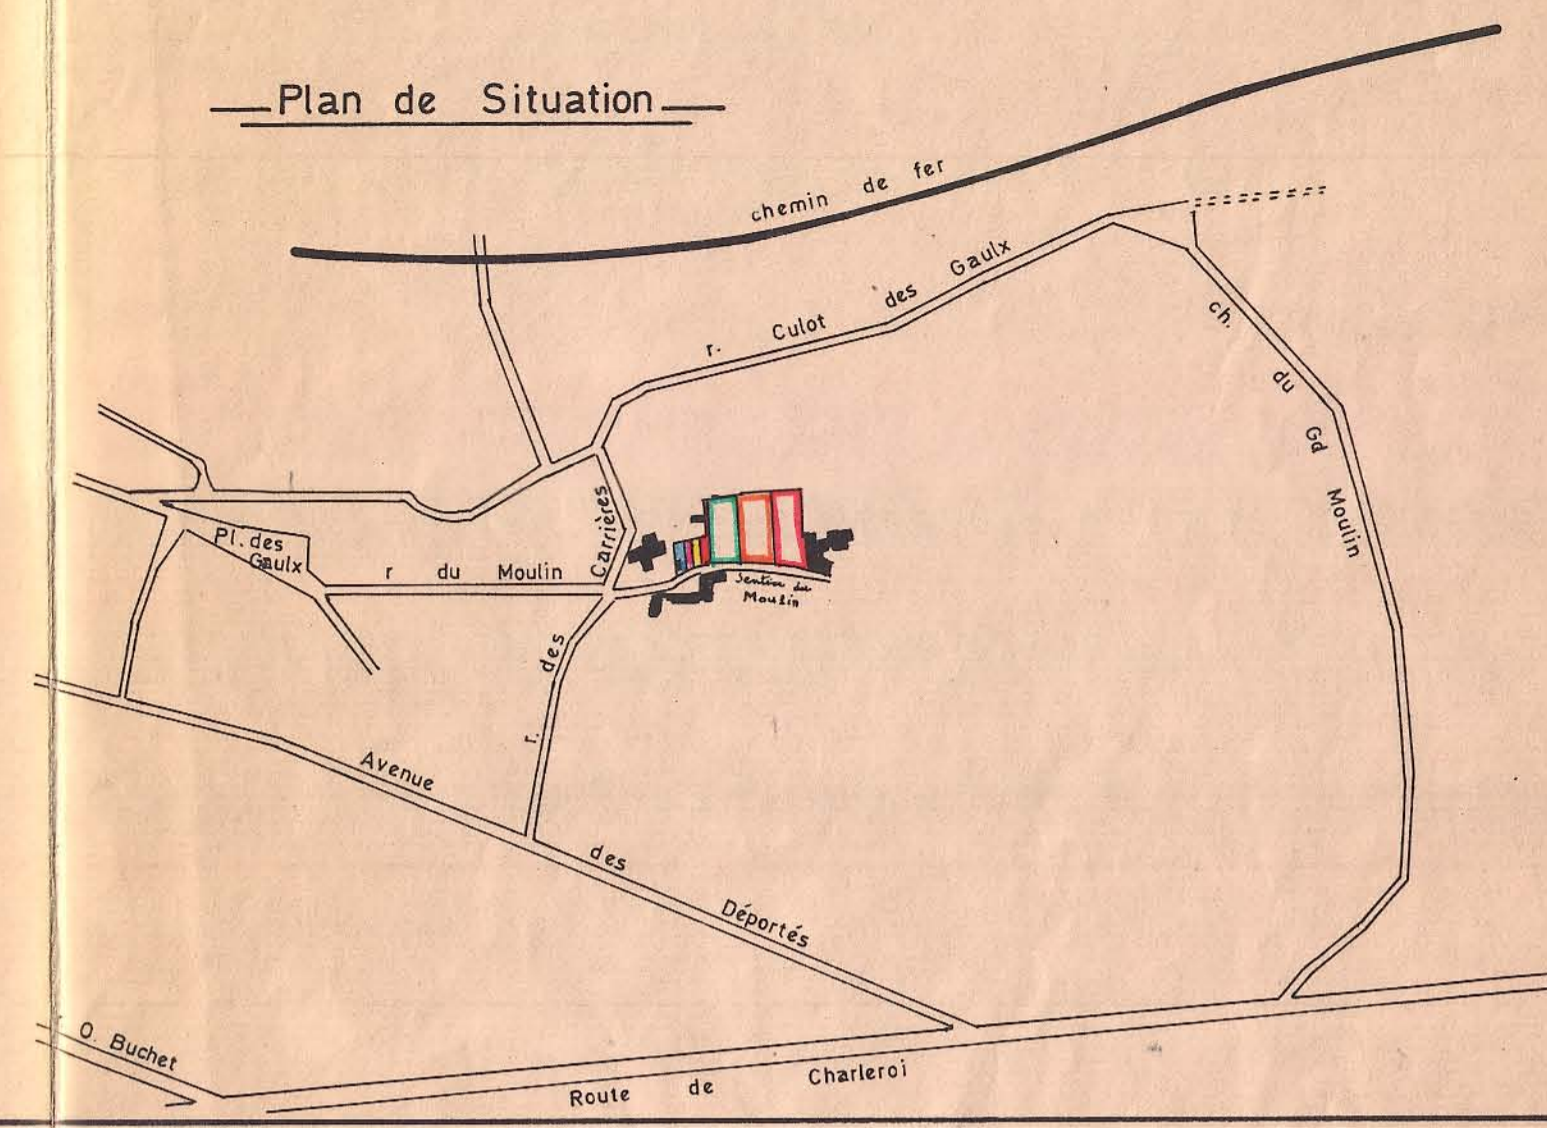 Plan de Situation
chemin de fer
r. Culot des Gaulx
ch. du Gd Moulin
Pl. des
Gaulx
r du Moulin
r. des Carrières
Sentier du
Moulin
Avenue des Déportés
O. Buchet
Route de Charleroi